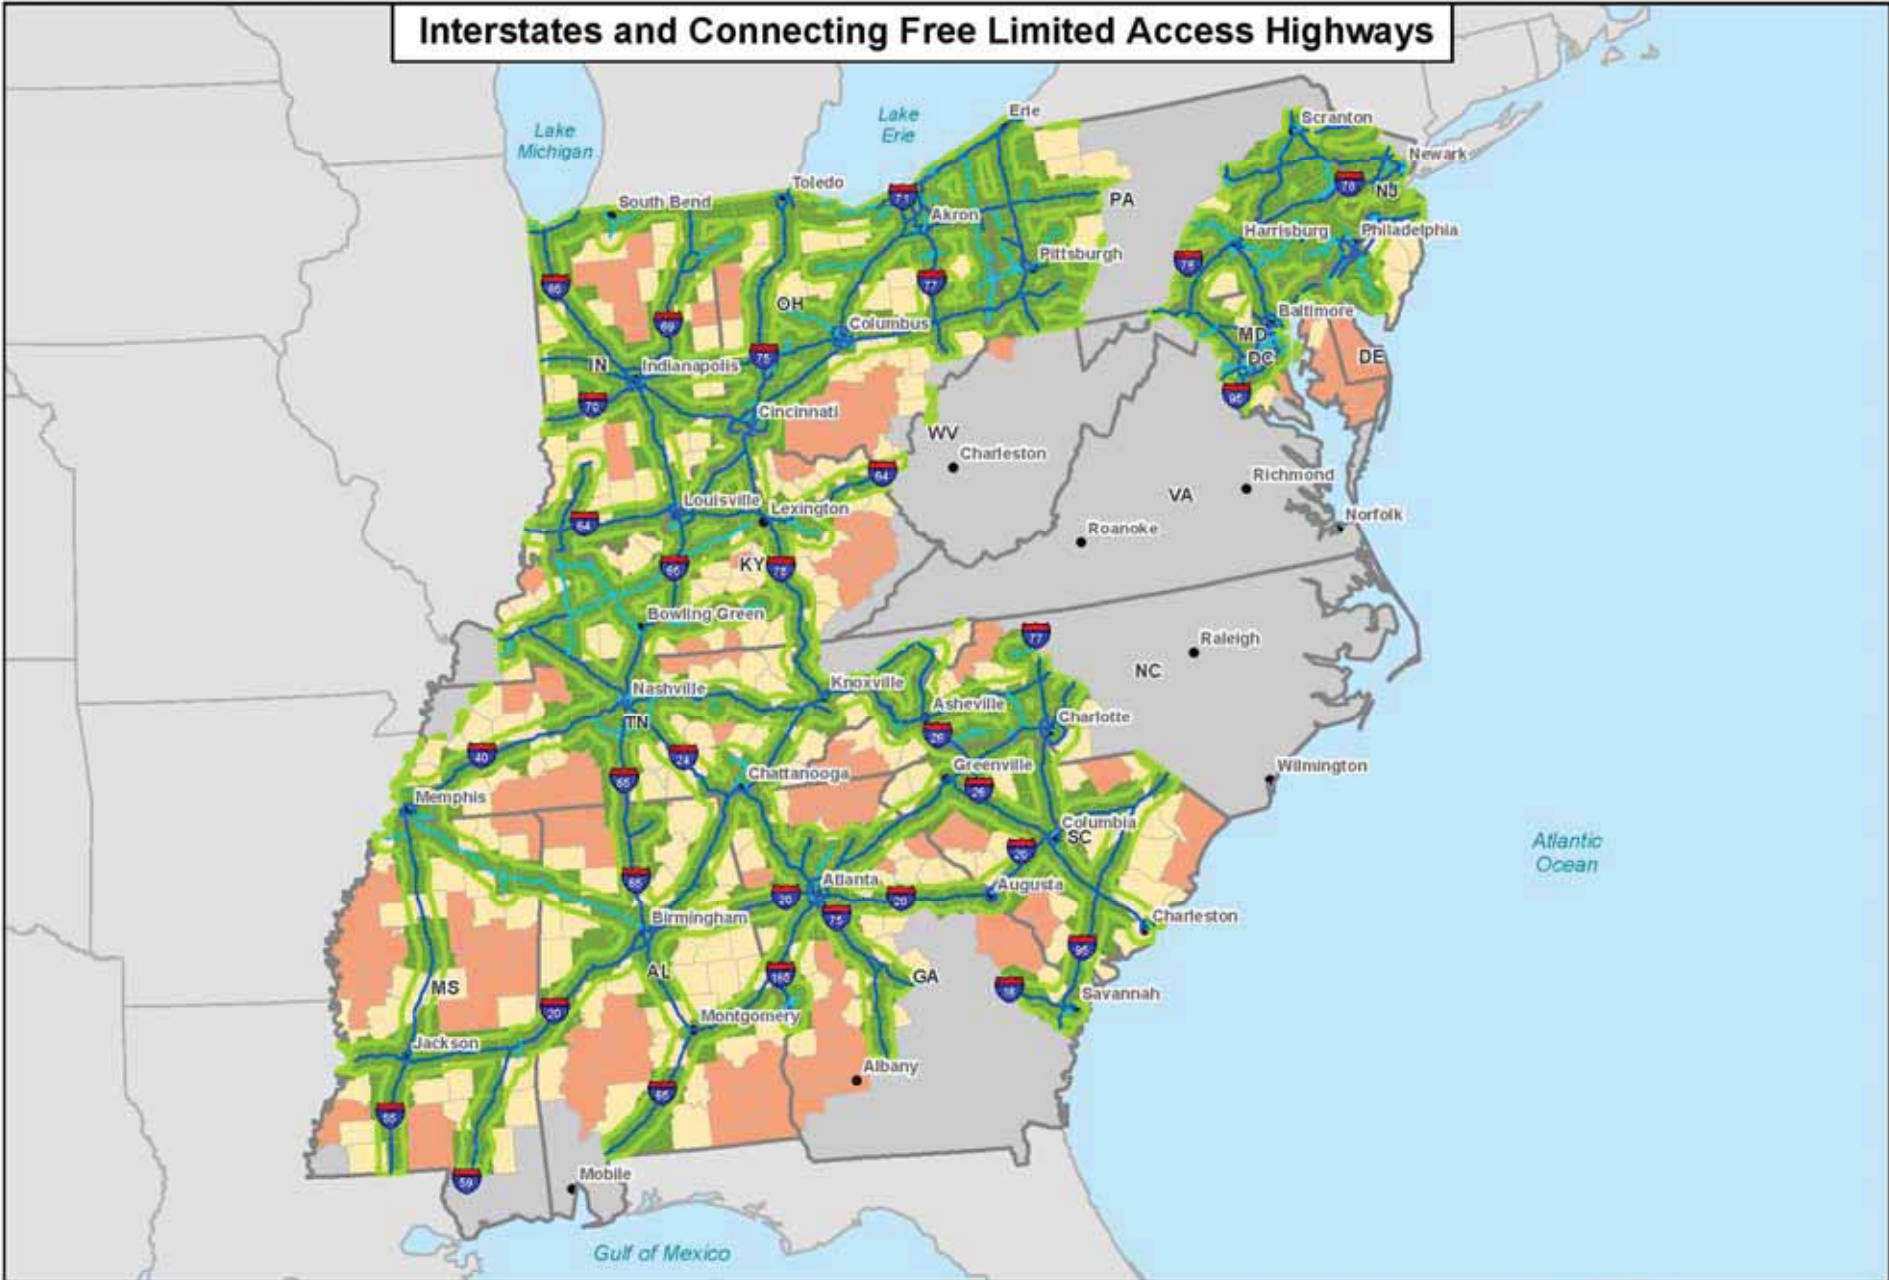 Interstates and Connecting Free Limited Access Highways
Erie
Scranton
Lake
Erie
Lake
Michigan
Newark
Toledo
78
NJ
South Bend
71
PA
Akron
Harrisburg
Philadelphia
Pittsburgh
77
OH
Baltimore
69
Columbus
MD
DC
DE
75
IN
Indianapolis
95
70
Cincinnati
WV
Charleston
64
Richmond
VA
Louisville
Lexington
Norfolk
64
Roanoke
KY
75
Bowling Green
77
Raleigh
NC
Knoxville
Nashville
Asheville
TN
Charlotte
26
40
24
Greenville
Wilmington
Chattanooga
65
26
Memphis
Columbia
SC
20
Atlantic
Ocean
65
Atlanta
Augusta
20
20
75
Birmingham
Charleston
95
AL
185
GA
MS
16
Savannah
20
Montgomery
Jackson
Albany
65
55
59
Mobile
Gulf of Mexico